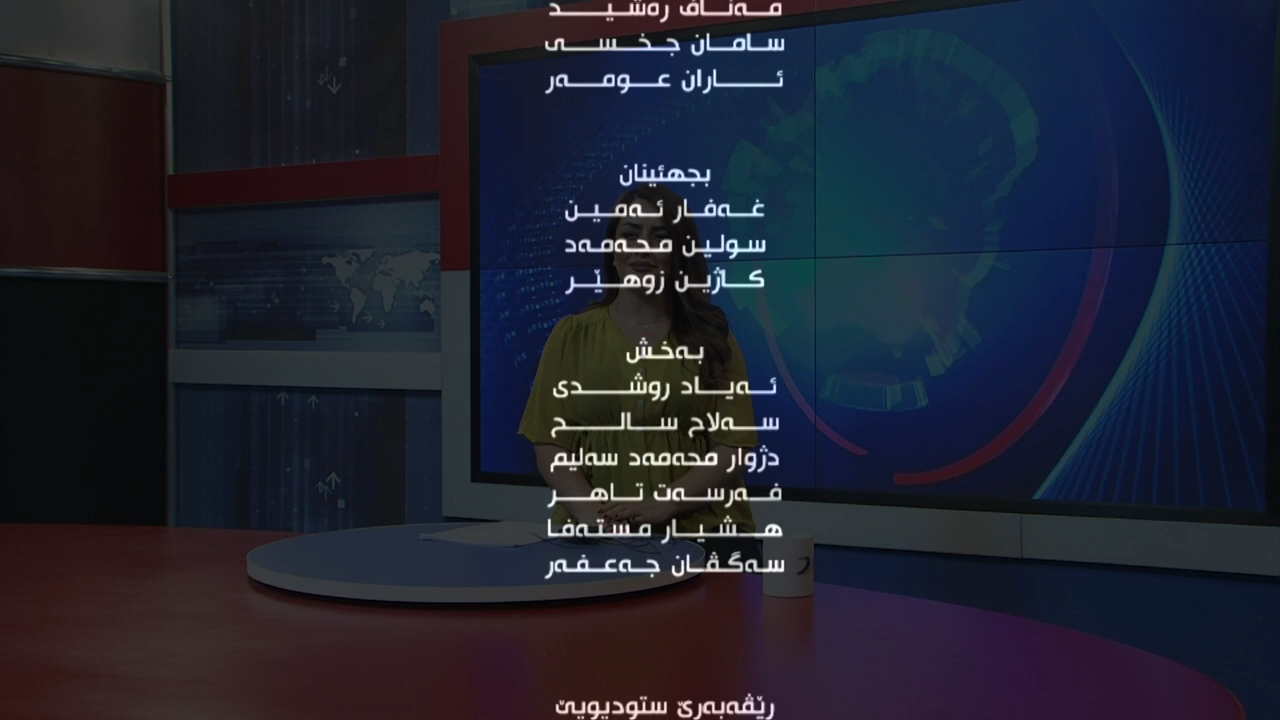 مەناف رەشید
سامان جخسی
ئاران عومەر
بجهئینان
غەفار ئەمین
سولین محەمەد
کاژین زوهێر
بەخش
ئەیاد روشدی
سەلاح سالح
دژوار محەمەد سەلیم
فەرسەت تاهر
هشیار مستەفا
سەگڤان جەعفەر
رێڤەبەرێ ستودیویێ